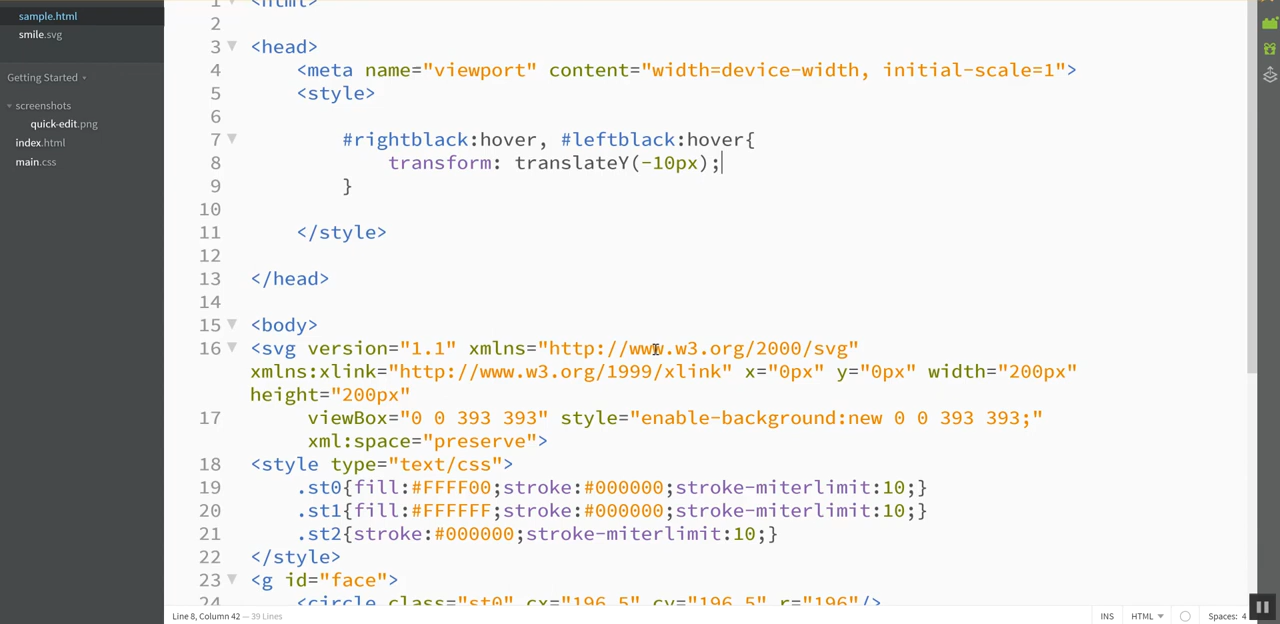 sample.html
smile.svg
Getting Started
screenshots
quick-edit.png
index.html
main.css
1 <html>
2
3 <head>
4 <meta name="viewport" content="width=device-width, initial-scale=1">
5 <style>
6
7 #rightblack:hover, #leftblack:hover{
8 transform: translateY(-10px);
9 }
10
11 </style>
12
13 </head>
14
15 <body>
16 <svg version="1.1" xmlns="http://www.w3.org/2000/svg"
xmlns:xlink="http://www.w3.org/1999/xlink" x="0px" y="0px" width="200px"
height="200px"
17 viewBox="0 0 393 393" style="enable-background:new 0 0 393 393;"
xml:space="preserve">
18 <style type="text/css">
19 .st0{fill:#FFFF00;stroke:#000000;stroke-miterlimit:10;}
20 .st1{fill:#FFFFFF;stroke:#000000;stroke-miterlimit:10;}
21 .st2{stroke:#000000;stroke-miterlimit:10;}
22 </style>
23 <g id="face">
24 <circle class="st0" cx="196.5" cy="196.5" r="196"/>
Line 8, Column 42 — 39 Lines
INS
HTML
Spaces: 4